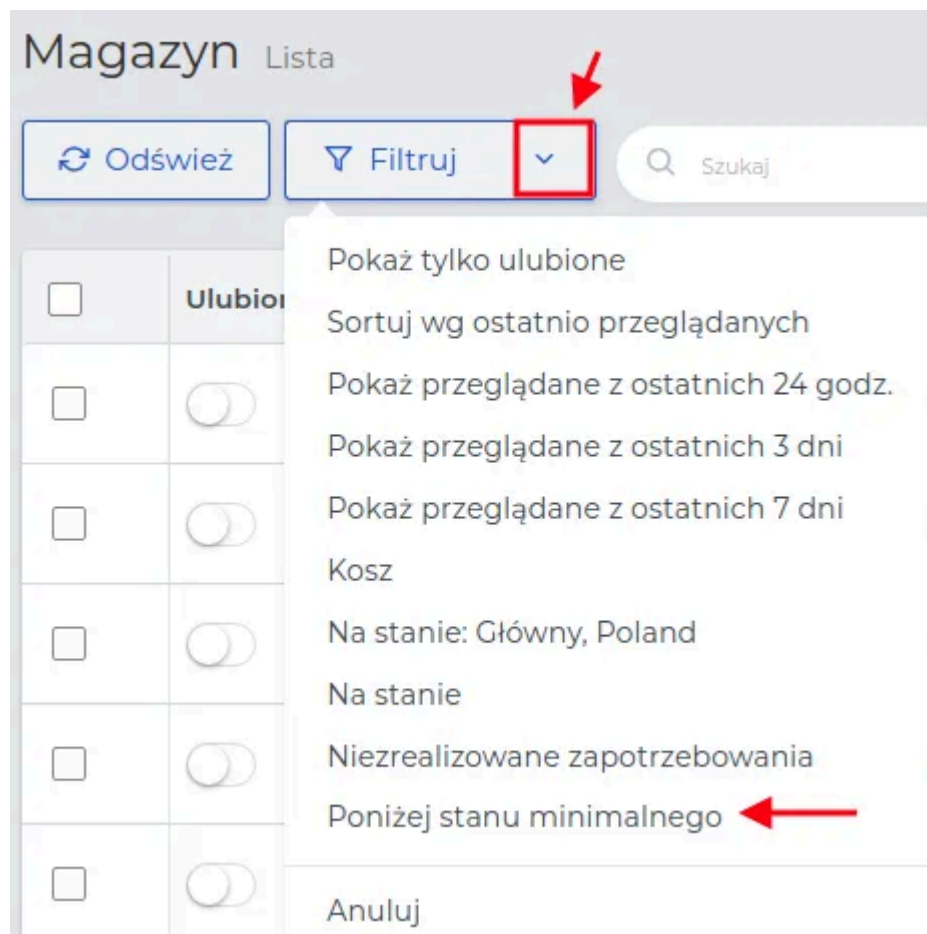 Magazyn Lista
Odśwież Filtruj Szukaj
Pokaż tylko ulubione
Sortuj wg ostatnio przeglądanych
Pokaż przeglądane z ostatnich 24 godz.
Pokaż przeglądane z ostatnich 3 dni
Pokaż przeglądane z ostatnich 7 dni
Kosz
Na stanie: Główny, Poland
Na stanie
Niezrealizowane zapotrzebowania
Poniżej stanu minimalnego
Anuluj